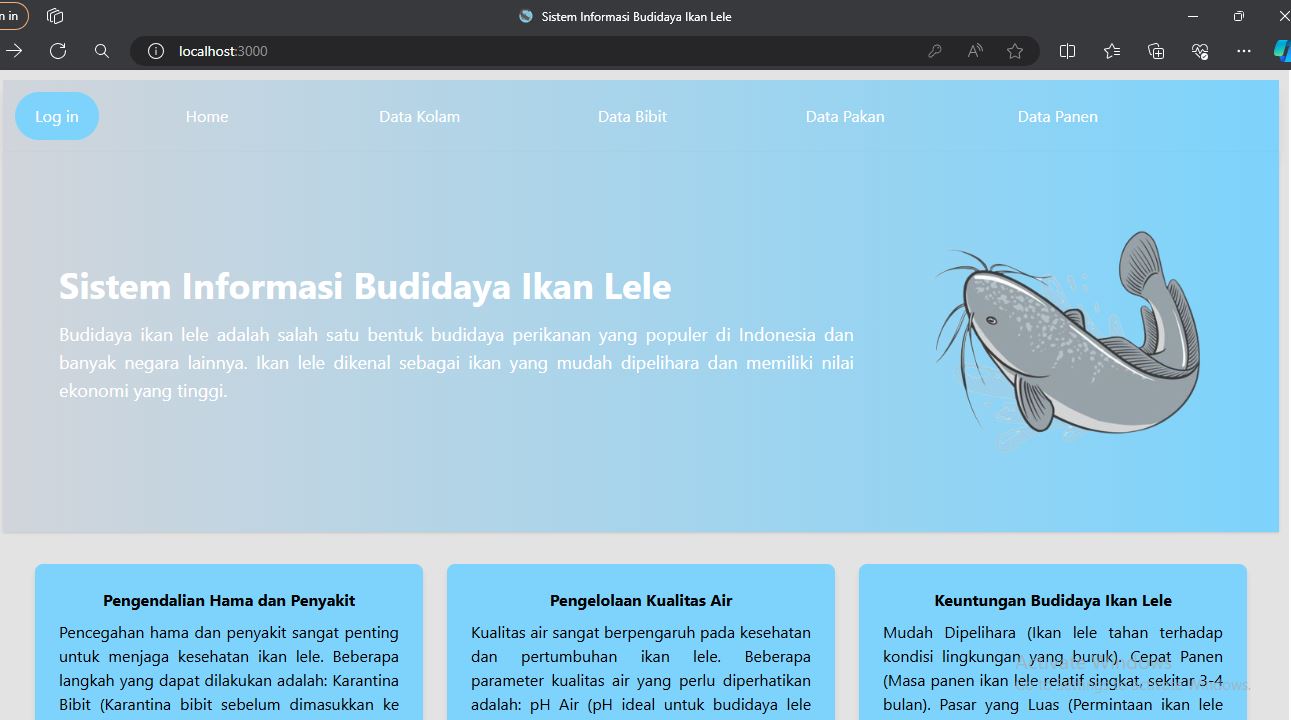 n in
Sistem Informasi Budidaya Ikan Lele
localhost:3000
Log in Home Data Kolam Data Bibit Data Pakan Data Panen
Sistem Informasi Budidaya Ikan Lele
Budidaya ikan lele adalah salah satu bentuk budidaya perikanan yang populer di Indonesia dan
banyak negara lainnya. Ikan lele dikenal sebagai ikan yang mudah dipelihara dan memiliki nilai
ekonomi yang tinggi.
Pengendalian Hama dan Penyakit
Pencegahan hama dan penyakit sangat penting
untuk menjaga kesehatan ikan lele. Beberapa
langkah yang dapat dilakukan adalah: Karantina
Bibit (Karantina bibit sebelum dimasukkan ke
Pengelolaan Kualitas Air
Kualitas air sangat berpengaruh pada kesehatan
dan pertumbuhan ikan lele. Beberapa
parameter kualitas air yang perlu diperhatikan
adalah: pH Air (pH ideal untuk budidaya lele
Keuntungan Budidaya Ikan Lele
Mudah Dipelihara (Ikan lele tahan terhadap
kondisi lingkungan yang buruk). Cepat Panen
(Masa panen ikan lele relatif singkat, sekitar 3-4
bulan). Pasar yang Luas (Permintaan ikan lele
Activate Windows
Go to Settings to activate Windows.